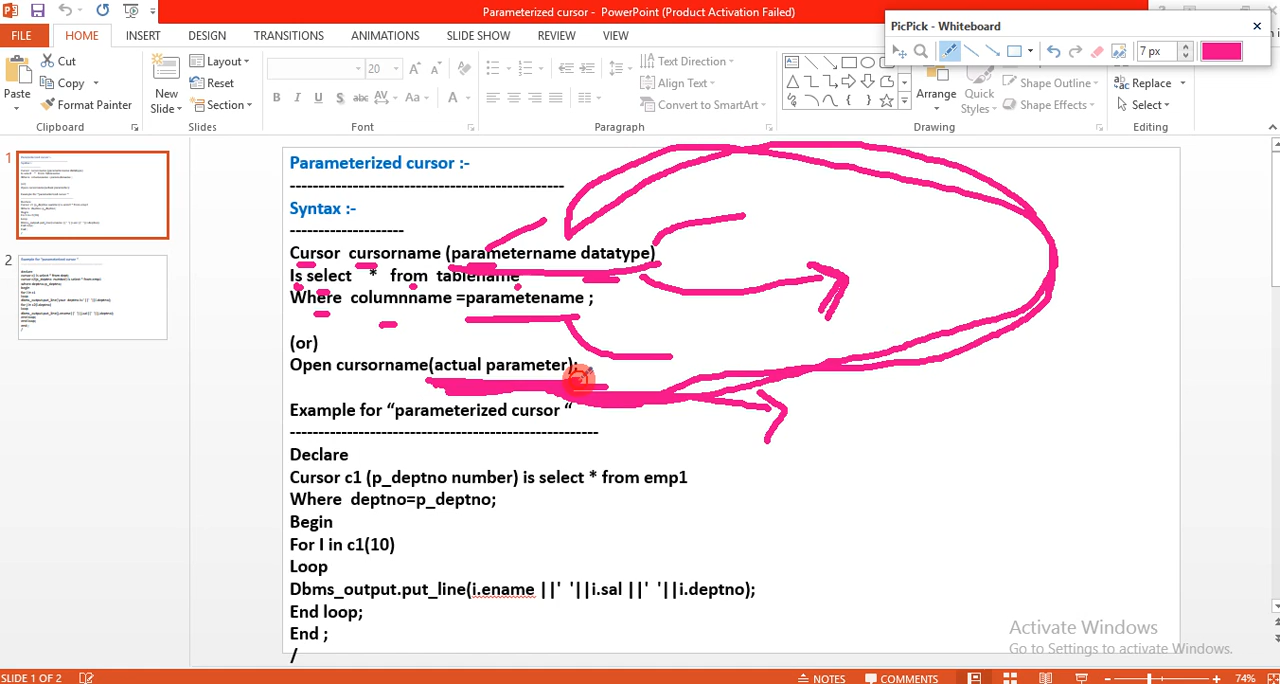 Parameterized cursor - PowerPoint (Product Activation Failed)
PicPick - Whiteboard
FILE HOME INSERT DESIGN TRANSITIONS ANIMATIONS SLIDE SHOW REVIEW VIEW
7 px
Paste
Cut
Copy
Format Painter
Clipboard
New
Slide
Layout
Reset
Section
Slides
20
B I U S abc AV Aa A
Font
Text Direction
Align Text
Convert to SmartArt
Paragraph
Arrange
Quick
Styles
Shape Outline
Shape Effects
Drawing
Replace
Select
Editing
1
2
Parameterized cursor :-
------------------------------------------------
Syntax :-
--------------------
Cursor cursorname (parametername datatype)
Is select * from tablename
Where columnname =parametename ;
(or)
Open cursorname(actual parameter);
Example for “parameterized cursor “
------------------------------------------------------
Declare
Cursor c1 (p_deptno number) is select * from emp1
Where deptno=p_deptno;
Begin
For I in c1(10)
Loop
Dbms_output.put_line(i.ename ||' '||i.sal ||' '||i.deptno);
End loop;
End ;
/
Activate Windows
Go to Settings to activate Windows.
SLIDE 1 OF 2
NOTES
COMMENTS
74%